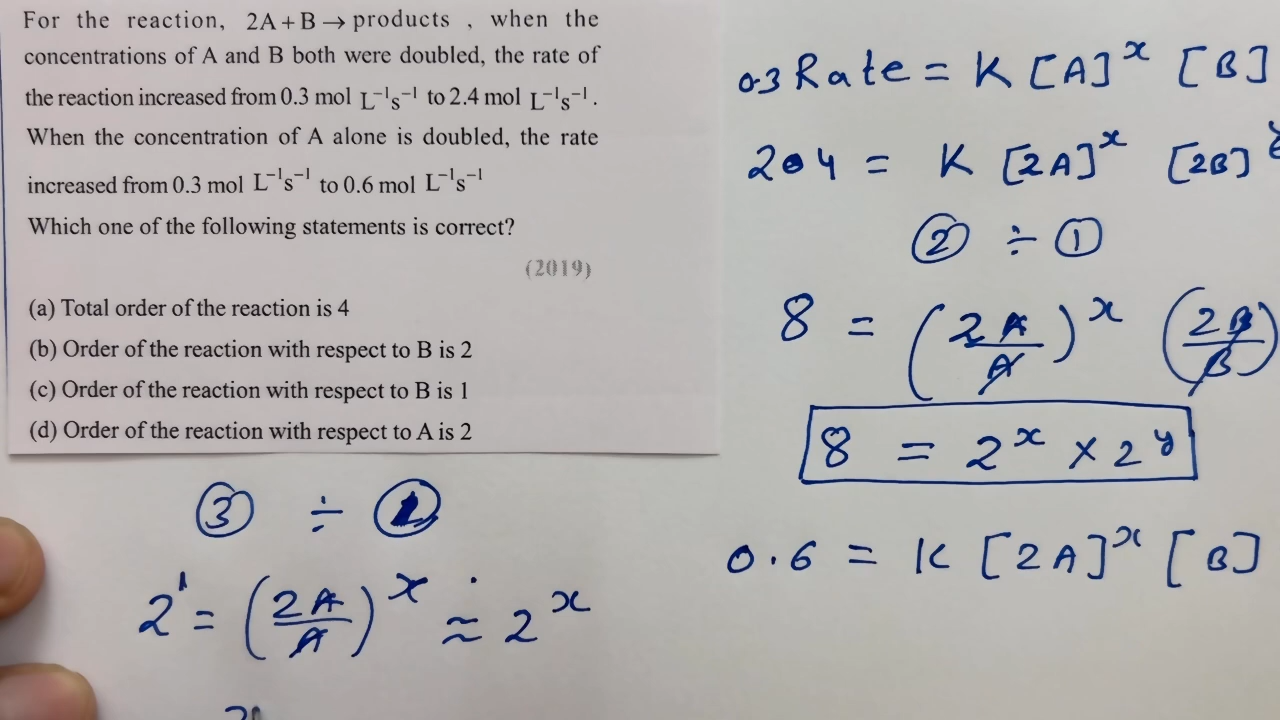 For the reaction, 2A + B → products , when the
concentrations of A and B both were doubled, the rate of
the reaction increased from 0.3 mol L⁻¹s⁻¹ to 2.4 mol L⁻¹s⁻¹.
When the concentration of A alone is doubled, the rate
increased from 0.3 mol L⁻¹s⁻¹ to 0.6 mol L⁻¹s⁻¹
Which one of the following statements is correct?
(2019)
(a) Total order of the reaction is 4
(b) Order of the reaction with respect to B is 2
(c) Order of the reaction with respect to B is 1
(d) Order of the reaction with respect to A is 2
③ ÷ ①
2¹ = (2A/A)ˣ ≈ 2ˣ
0.3 Rate = K [A]ˣ [B]
2.4 = K [2A]ˣ [2B]
② ÷ ①
8 = (2A/A)ˣ (2B/B)
8 = 2ˣ × 2ʸ
0.6 = K [2A]ˣ [B]